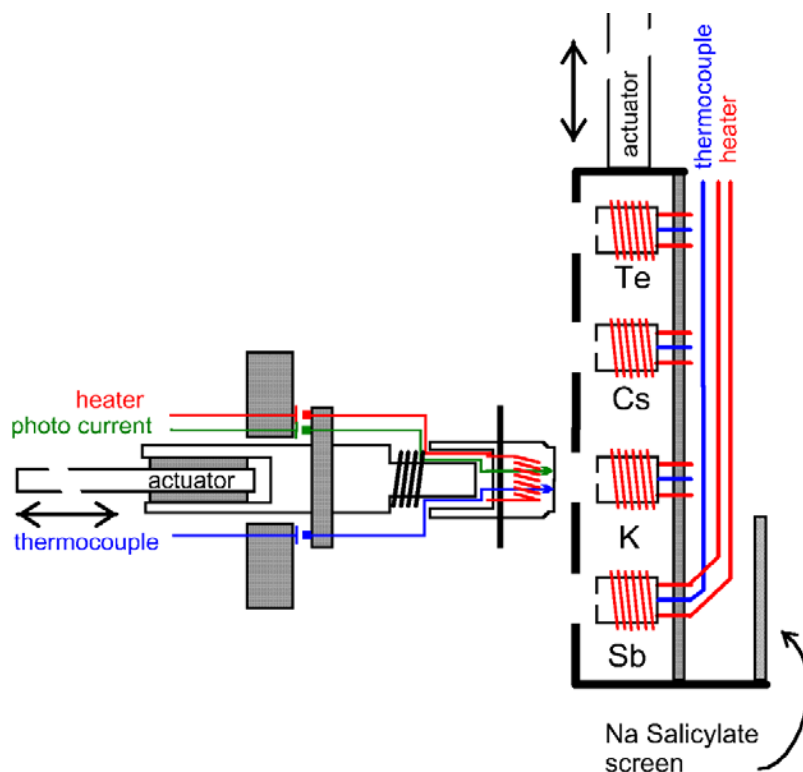 actuator
thermocouple
heater
Te
Cs
heater
photo current
actuator
thermocouple
K
Sb
Na Salicylate
screen